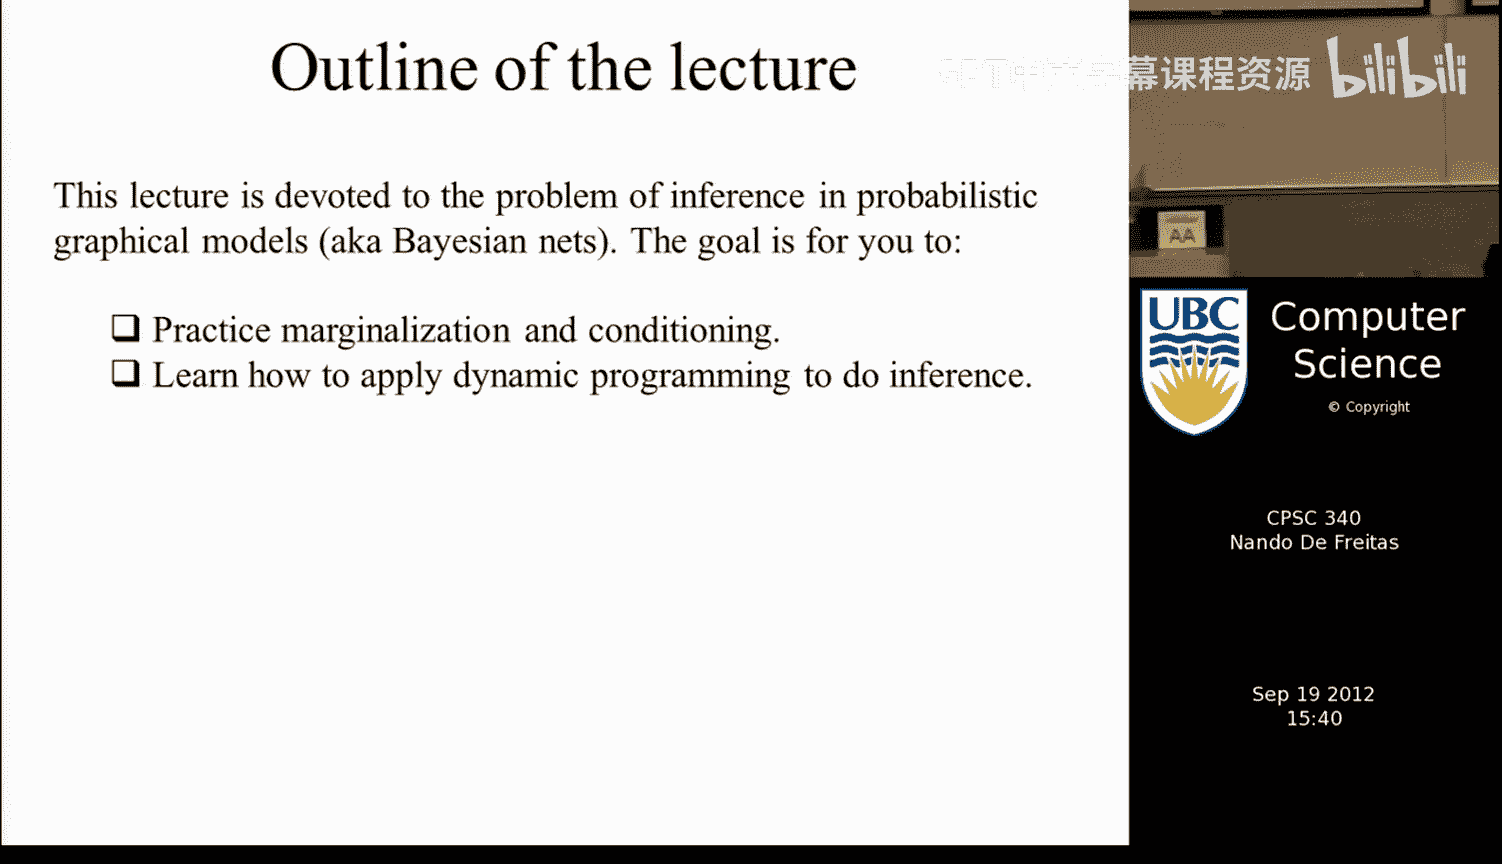 Outline of the lecture
幕课程资源 bilibili
This lecture is devoted to the problem of inference in probabilistic
graphical models (aka Bayesian nets). The goal is for you to:
❑ Practice marginalization and conditioning.
❑ Learn how to apply dynamic programming to do inference.
AA
UBC
Computer
Science
© Copyright
CPSC 340
Nando De Freitas
Sep 19 2012
15:40